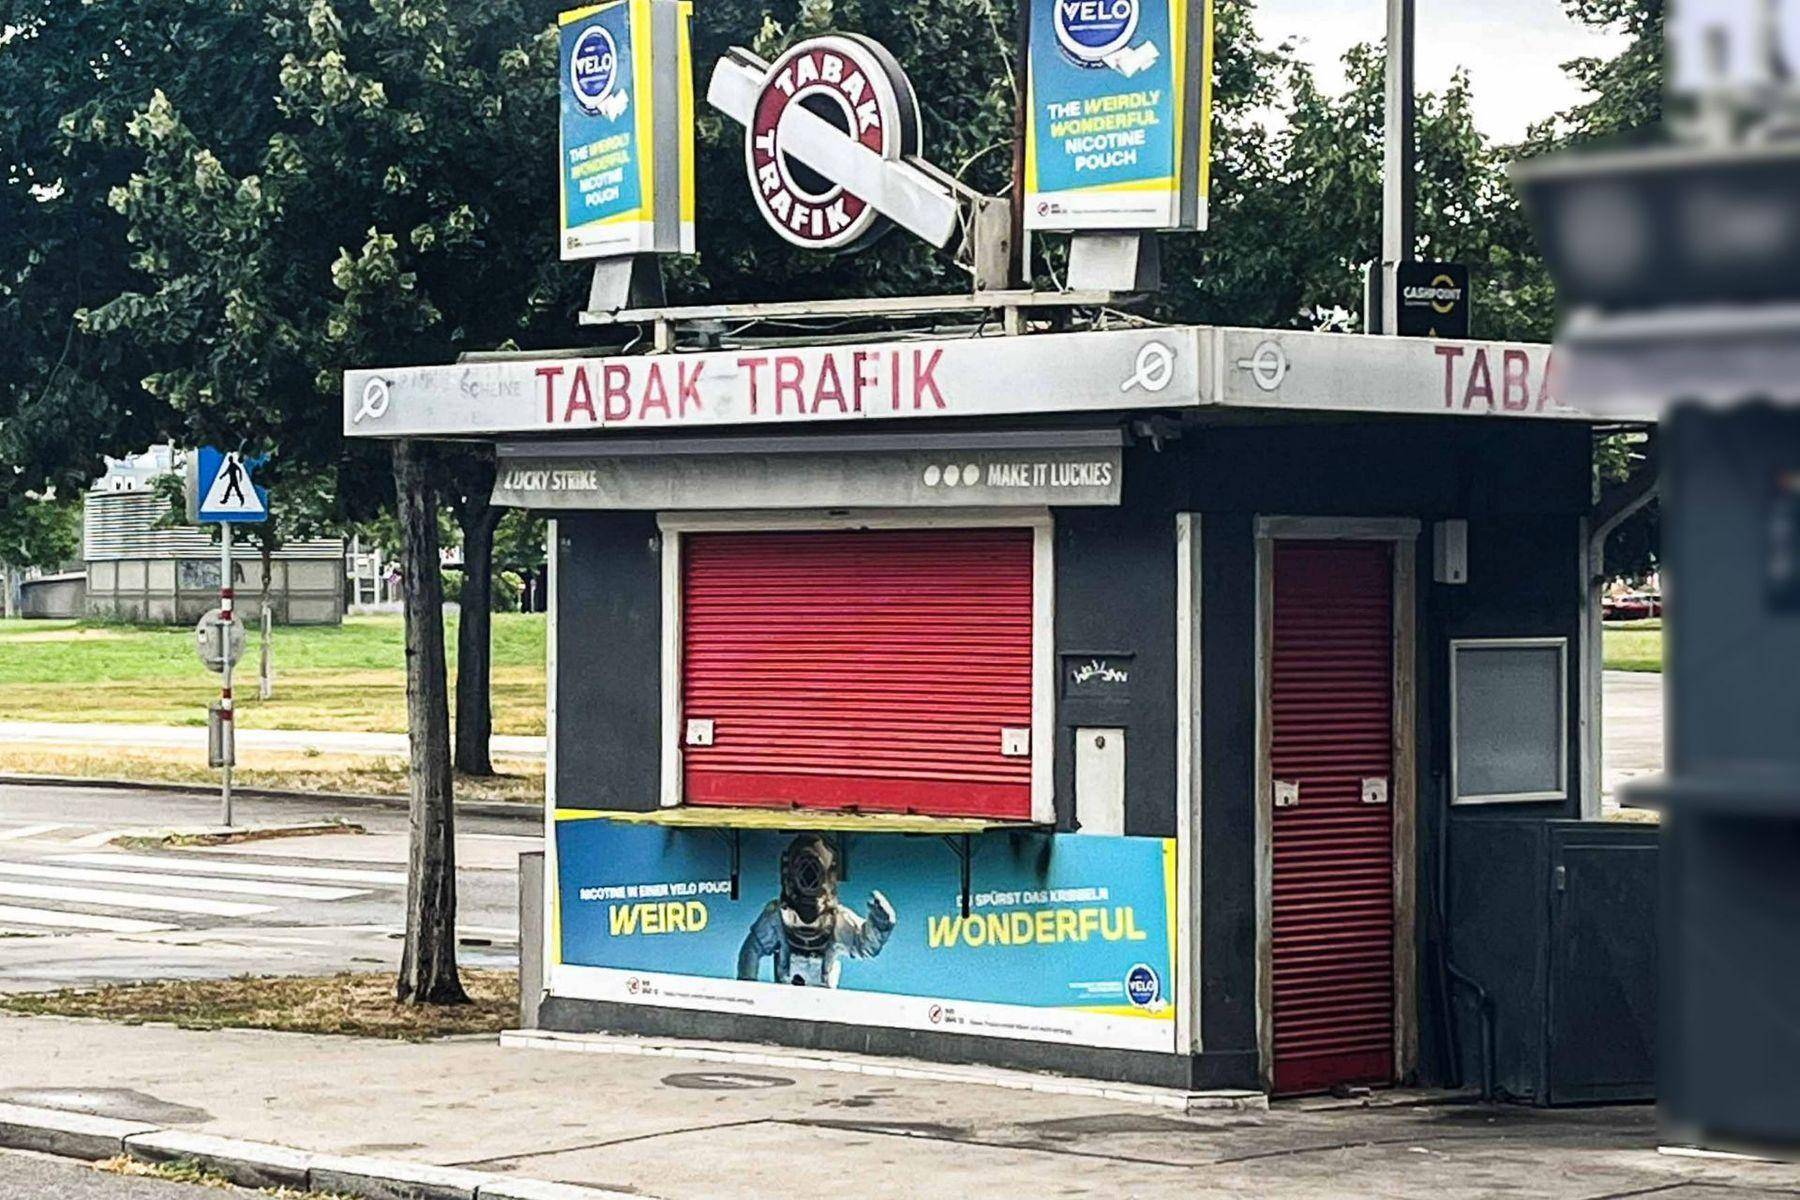 VELO
THE WEIRDLY
WONDERFUL
NICOTINE
POUCH
TABAK
TRAFIK
VELO
THE WEIRDLY
WONDERFUL
NICOTINE
POUCH
CASHPOINT
SCHEINE
TABAK TRAFIK
TABA
LUCKY STRIKE
MAKE IT LUCKIES
NICOTINE IN EINER VELO POUCH
WEIRD
DU SPÜRST DAS KRIBBELN
WONDERFUL
VELO